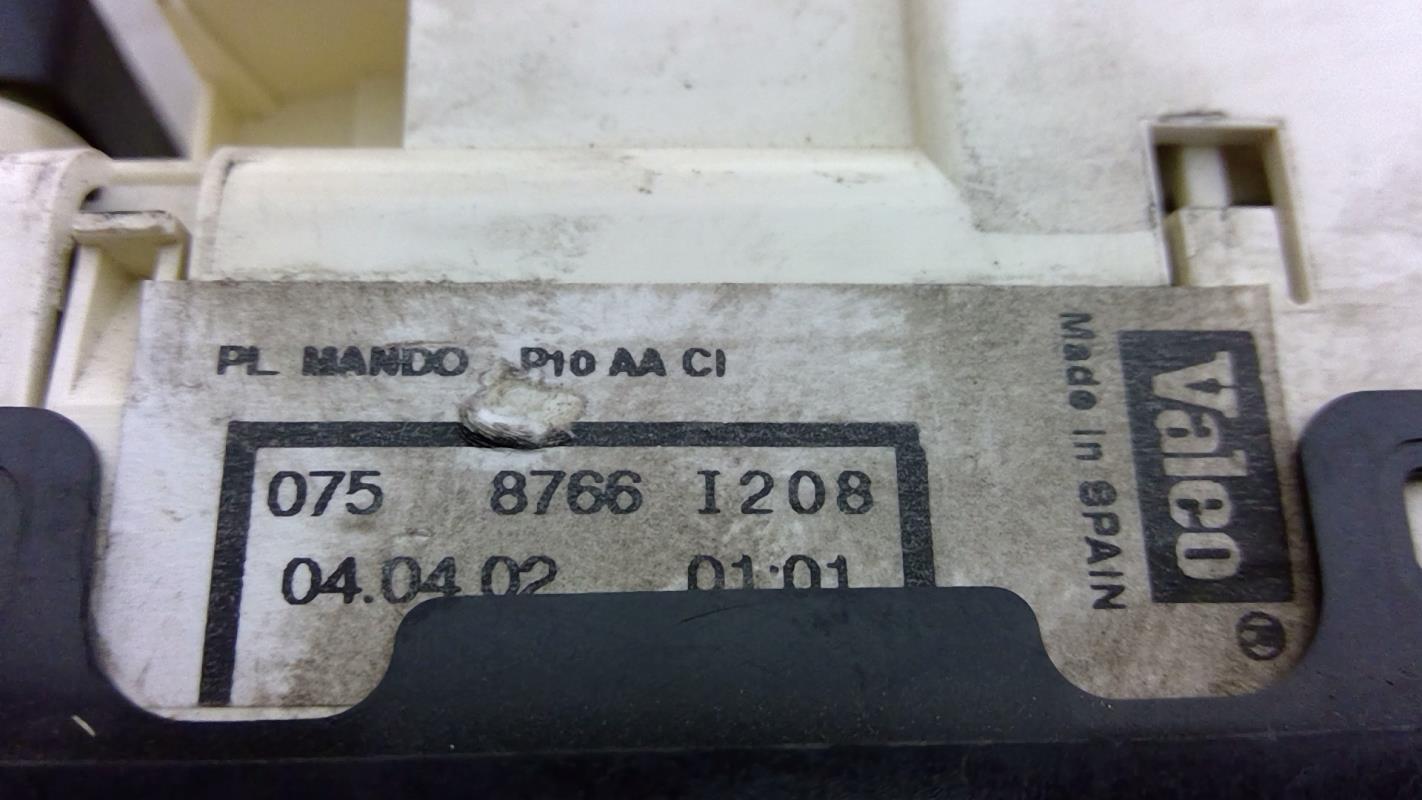 PL MANDO P10 AA CI
075 8766 I208
04.04.02 01:01
Made In SPAIN
Valeo
®